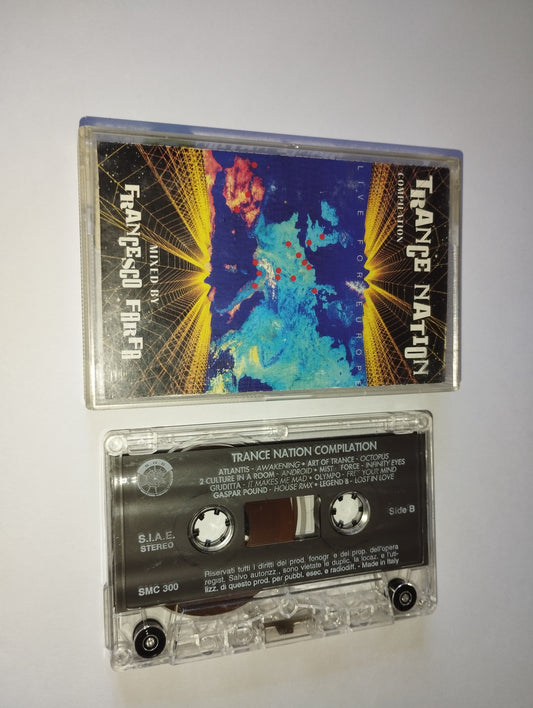 TRANCE NATION
COMPILATION
LIVE FOR EUROPE
MIXED BY
FRANCESCO FARFA
TRANCE NATION COMPILATION
ATLANTIS - AWAKENING • ART OF TRANCE - OCTOPUS
2 CULTURE IN A ROOM - ANDROID • MIST FORCE - INFINITY EYES
GIUDITTA - IT MAKES ME MAD • OLYMPO - YOUR MIND
GASPAR POUND - HOUSE RMX • LEGEND B - LOST IN LOVE
S.I.A.E.
STEREO
Side B
Riservati tutti i diritti del prod. fonogr. e del prop. dell'opera
regist. Salvo autorizz., sono vietate le duplic. la locaz. e l'uti-
lizz. di questo prod. per pubbl. esec. e radiodiff. - Made in Italy
SMC 300